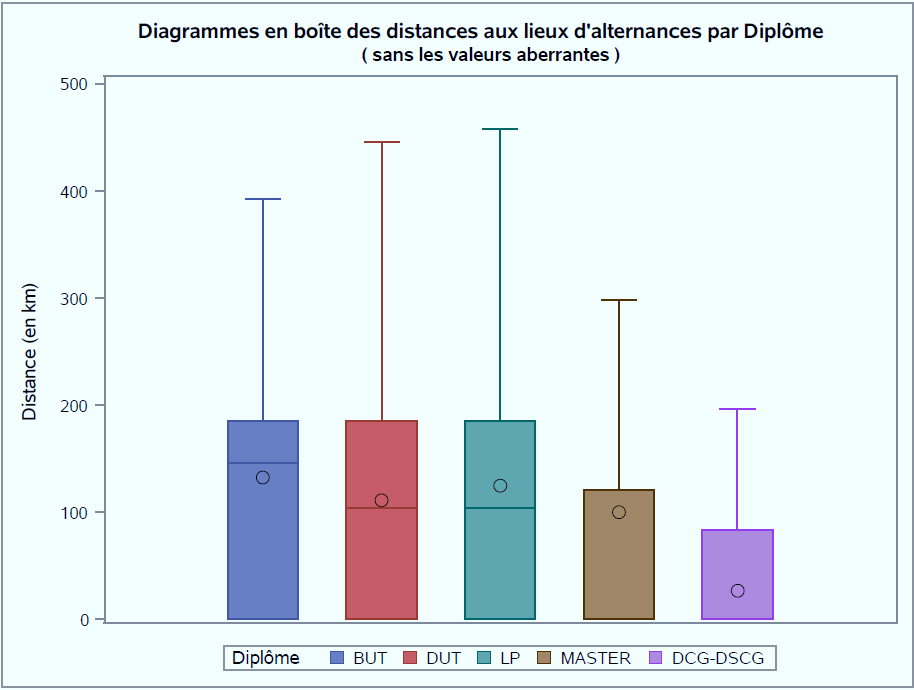 Diagrammes en boîte des distances aux lieux d'alternances par Diplôme
( sans les valeurs aberrantes )
500
400
300
200
100
0
Distance (en km)
Diplôme BUT DUT LP MASTER DCG-DSCG